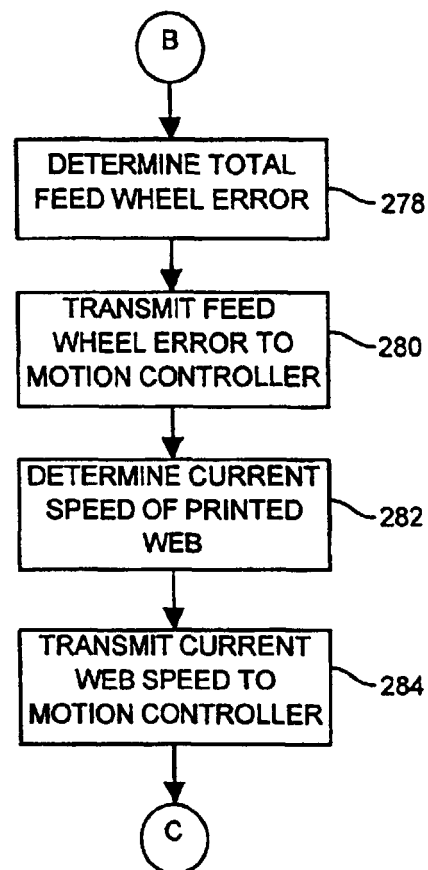 B
DETERMINE TOTAL
FEED WHEEL ERROR
278
TRANSMIT FEED
WHEEL ERROR TO
MOTION CONTROLLER
280
DETERMINE CURRENT
SPEED OF PRINTED
WEB
282
TRANSMIT CURRENT
WEB SPEED TO
MOTION CONTROLLER
284
C